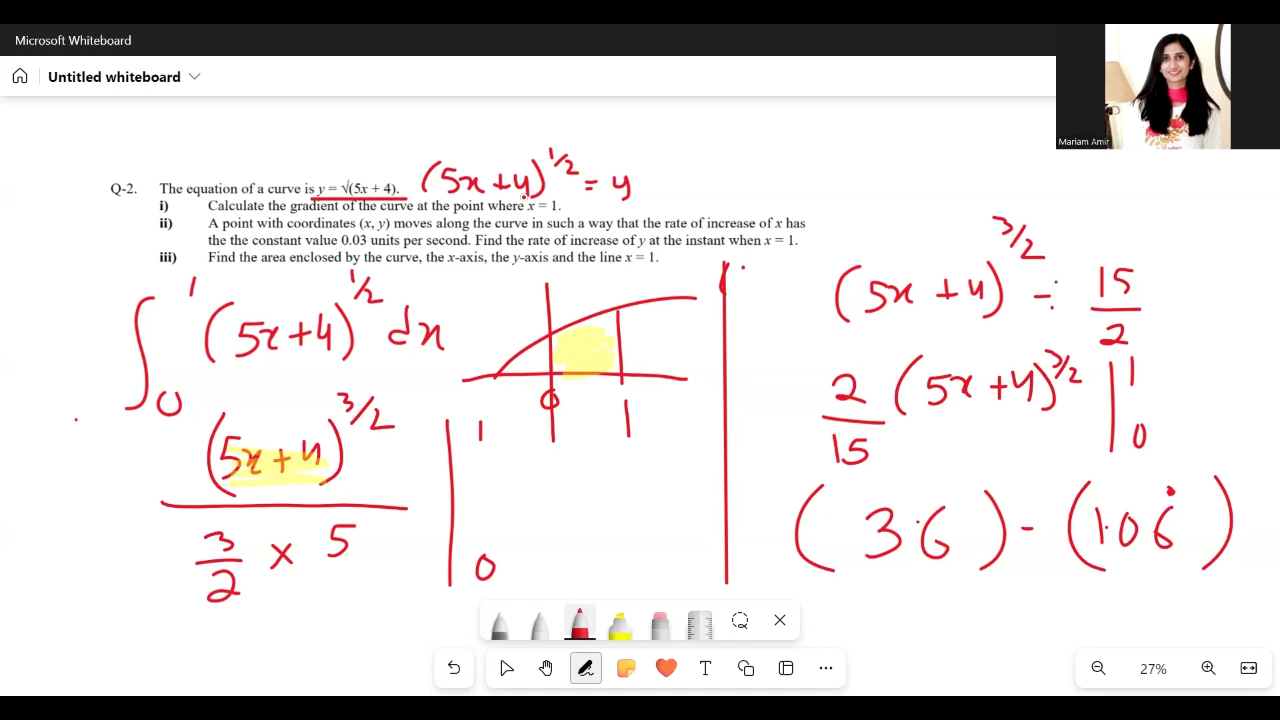 Microsoft Whiteboard
Untitled whiteboard
Mariam Amir
Q-2. The equation of a curve is y = √(5x + 4).
(5x+4)^1/2 = y
i) Calculate the gradient of the curve at the point where x = 1.
ii) A point with coordinates (x, y) moves along the curve in such a way that the rate of increase of x has
the the constant value 0.03 units per second. Find the rate of increase of y at the instant when x = 1.
iii) Find the area enclosed by the curve, the x-axis, the y-axis and the line x = 1.
∫ 1 0 (5x+4)^1/2 dx
0 1
(5x+4)^3/2
3/2 × 5
1
0
(5x+4)^3/2 ÷ 15/2
2/15 (5x+4)^3/2 | 1 0
(3.6) - (1.06̇)
T
27%